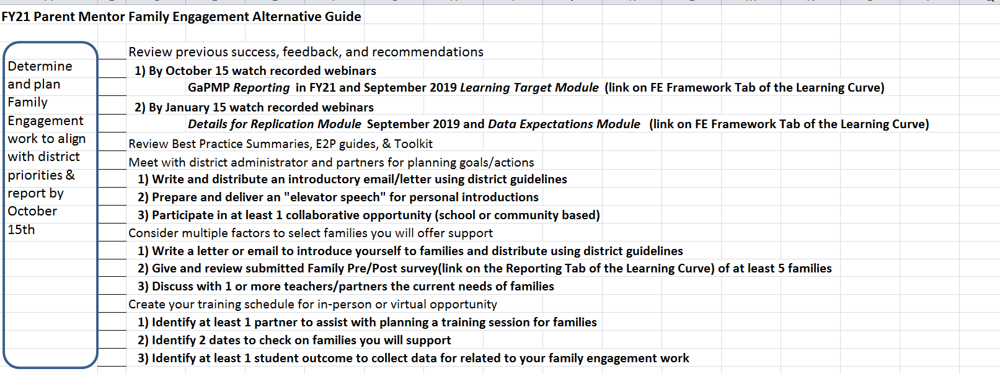 FY21 Parent Mentor Family Engagement Alternative Guide
Determine
and plan
Family
Engagement
work to align
with district
priorities &
report by
October
15th
Review previous success, feedback, and recommendations
1) By October 15 watch recorded webinars
GaPMP Reporting in FY21 and September 2019 Learning Target Module (link on FE Framework Tab of the Learning Curve)
2) By January 15 watch recorded webinars
Details for Replication Module September 2019 and Data Expectations Module (link on FE Framework Tab of the Learning Curve)
Review Best Practice Summaries, E2P guides, & Toolkit
Meet with district administrator and partners for planning goals/actions
1) Write and distribute an introductory email/letter using district guidelines
2) Prepare and deliver an "elevator speech" for personal introductions
3) Participate in at least 1 collaborative opportunity (school or community based)
Consider multiple factors to select families you will offer support
1) Write a letter or email to introduce yourself to families and distribute using district guidelines
2) Give and review submitted Family Pre/Post survey(link on the Reporting Tab of the Learning Curve) of at least 5 families
3) Discuss with 1 or more teachers/partners the current needs of families
Create your training schedule for in-person or virtual opportunity
1) Identify at least 1 partner to assist with planning a training session for families
2) Identify 2 dates to check on families you will support
3) Identify at least 1 student outcome to collect data for related to your family engagement work